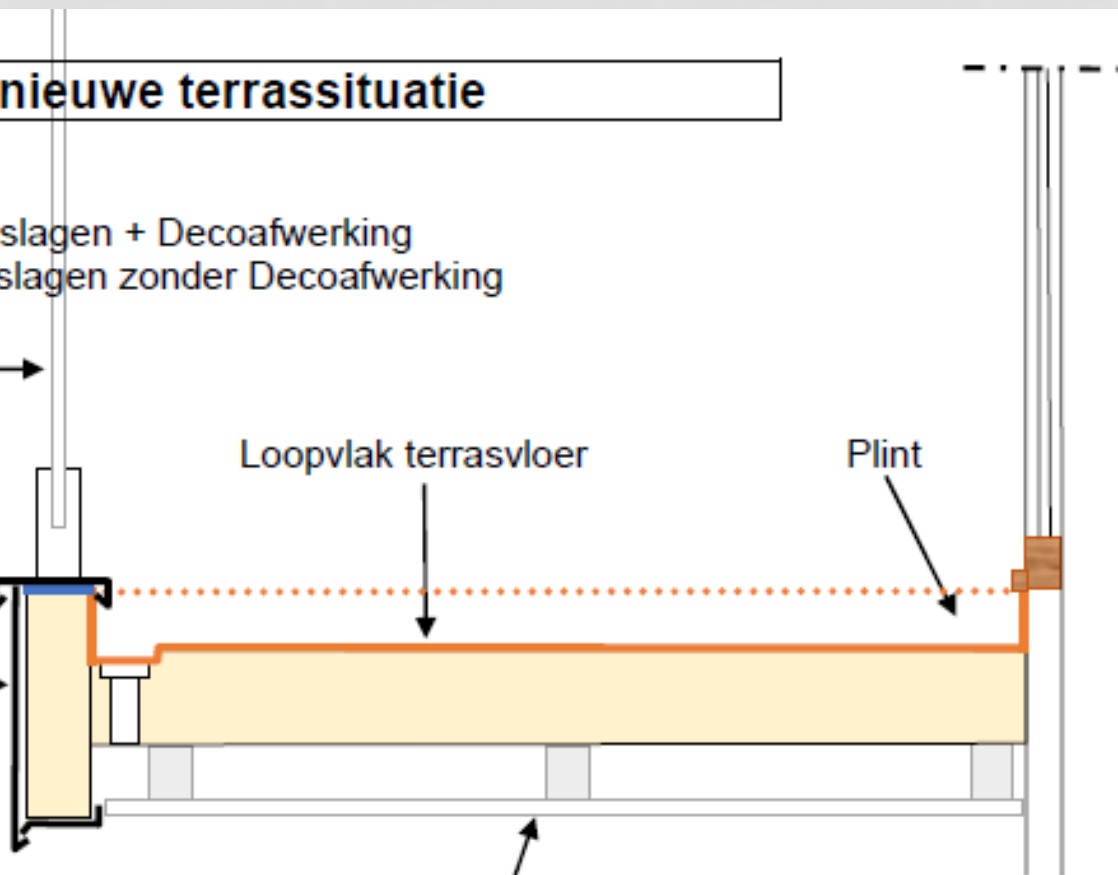 nieuwe terrassituatie
slagen + Decoafwerking
slagen zonder Decoafwerking
Loopvlak terrasvloer
Plint